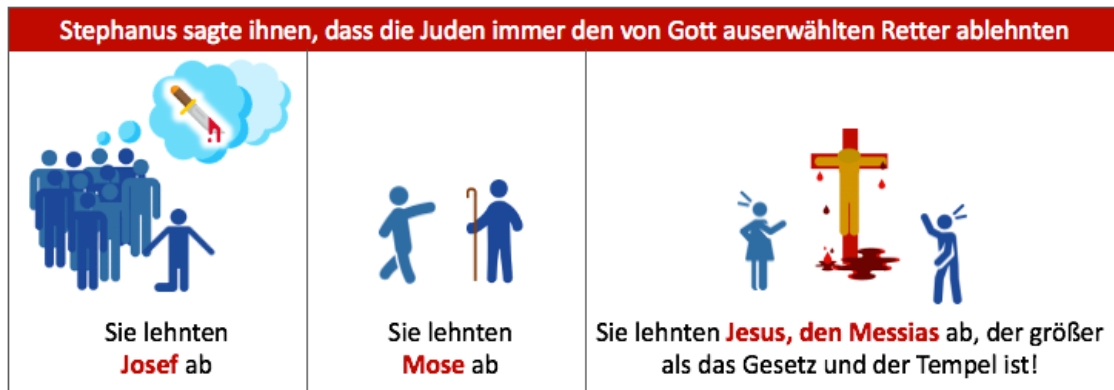 Stephanus sagte ihnen, dass die Juden immer den von Gott auserwählten Retter ablehnten
Sie lehnten
Josef ab
Sie lehnten
Mose ab
Sie lehnten Jesus, den Messias ab, der größer
als das Gesetz und der Tempel ist!